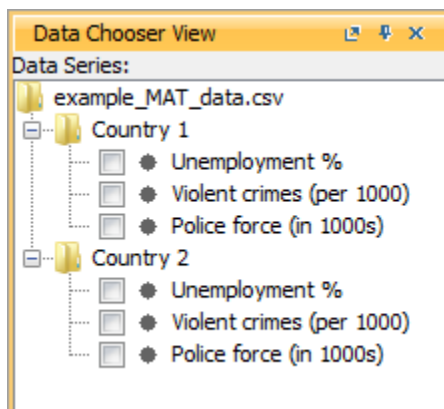 Data Chooser View
Data Series:
example_MAT_data.csv
Country 1
Unemployment %
Violent crimes (per 1000)
Police force (in 1000s)
Country 2
Unemployment %
Violent crimes (per 1000)
Police force (in 1000s)